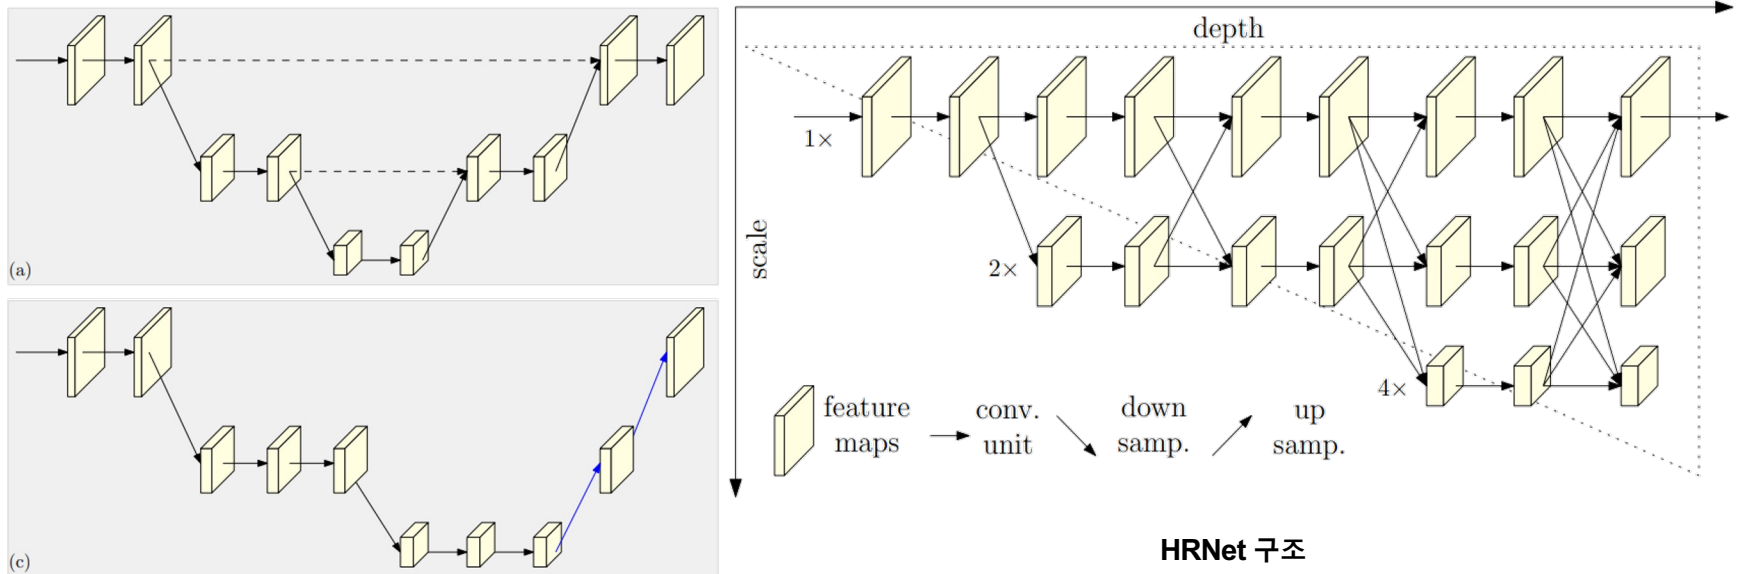 (a)
(c)
depth
scale
1×
2×
4×
feature
maps
conv.
unit
down
samp.
up
samp.
HRNet 구조